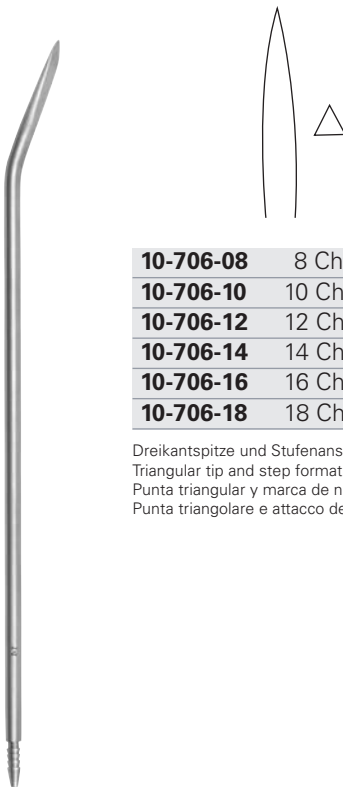 10-706-08 8 Ch
10-706-10 10 Ch
10-706-12 12 Ch
10-706-14 14 Ch
10-706-16 16 Ch
10-706-18 18 Ch
Dreikantspitze und Stufenans
Triangular tip and step format
Punta triangular y marca de n
Punta triangolare e attacco de